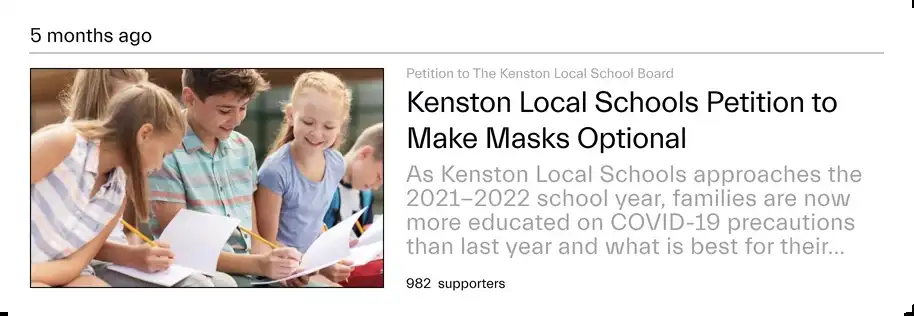 5 months ago
Petition to The Kenston Local School Board
Kenston Local Schools Petition to
Make Masks Optional
As Kenston Local Schools approaches the
2021–2022 school year, families are now
more educated on COVID-19 precautions
than last year and what is best for their...
982 supporters